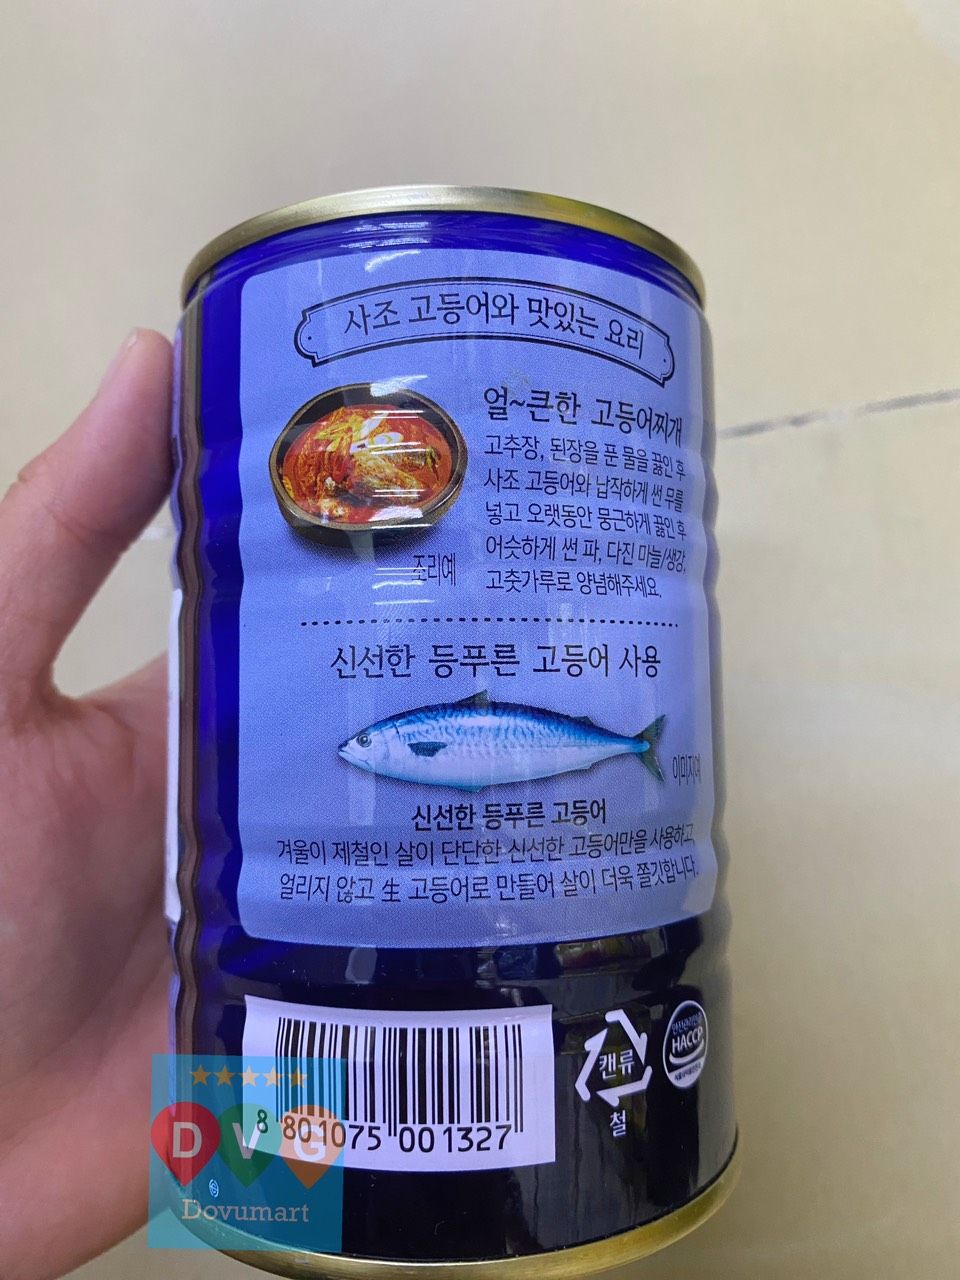 사조 고등어와 맛있는 요리
얼~큰한 고등어찌개
고추장, 된장을 푼 물을 끓인 후
사조 고등어와 납작하게 썬 무를
넣고 오랫동안 뭉근하게 끓인 후
어슷하게 썬 파, 다진 마늘/생강,
고춧가루로 양념해주세요.
조리예
신선한 등푸른 고등어 사용
이미지예
신선한 등푸른 고등어
겨울이 제철인 살이 단단한 신선한 고등어만을 사용하고,
얼리지 않고 生 고등어로 만들어 살이 더욱 쫄깃합니다.
8 801075 001327
캔류
철
안전관리인증
HACCP
D V G
Dovumart